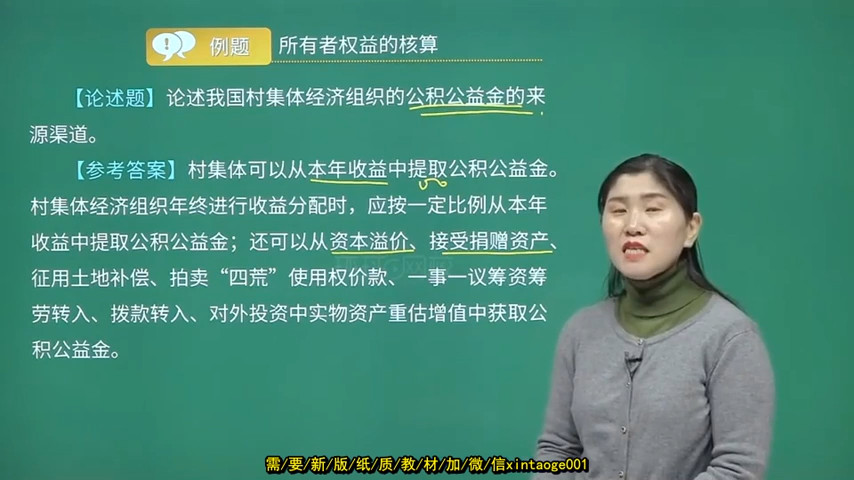 例题
所有者权益的核算
【论述题】论述我国村集体经济组织的公积公益金的来
源渠道。
【参考答案】村集体可以从本年收益中提取公积公益金。
村集体经济组织年终进行收益分配时，应按一定比例从本年
收益中提取公积公益金；还可以从资本溢价、接受捐赠资产、
征用土地补偿、拍卖“四荒”使用权价款、一事一议筹资筹
劳转入、拨款转入、对外投资中实物资产重估增值中获取公
积公益金。
需/要/新/版/纸/质/教/材/加/微/信xintaoge001